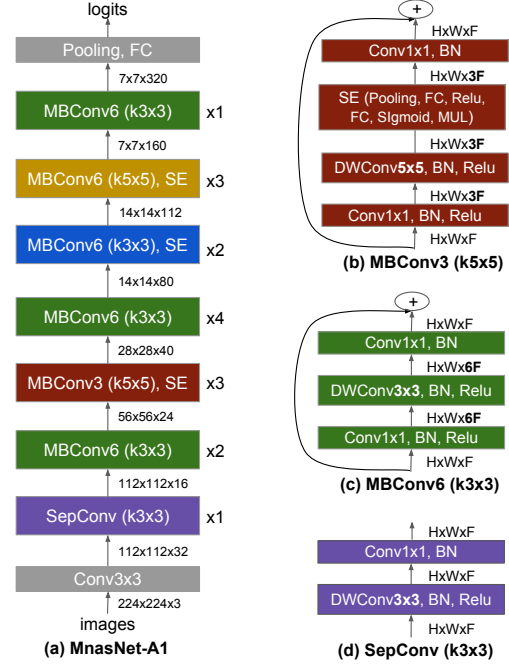 logits
Pooling, FC
7x7x320
MBConv6 (k3x3)
x1
7x7x160
MBConv6 (k5x5), SE
x3
14x14x112
MBConv6 (k3x3), SE
x2
14x14x80
MBConv6 (k3x3)
x4
28x28x40
MBConv3 (k5x5), SE
x3
56x56x24
MBConv6 (k3x3)
x2
112x112x16
SepConv (k3x3)
x1
112x112x32
Conv3x3
224x224x3
images
(a) MnasNet-A1
+
HxWxF
Conv1x1, BN
HxWx3F
SE (Pooling, FC, Relu,
FC, SIgmoid, MUL)
HxWx3F
DWConv5x5, BN, Relu
HxWx3F
Conv1x1, BN, Relu
HxWxF
(b) MBConv3 (k5x5)
+
HxWxF
Conv1x1, BN
HxWx6F
DWConv3x3, BN, Relu
HxWx6F
Conv1x1, BN, Relu
HxWxF
(c) MBConv6 (k3x3)
HxWxF
Conv1x1, BN
HxWxF
DWConv3x3, BN, Relu
HxWxF
(d) SepConv (k3x3)